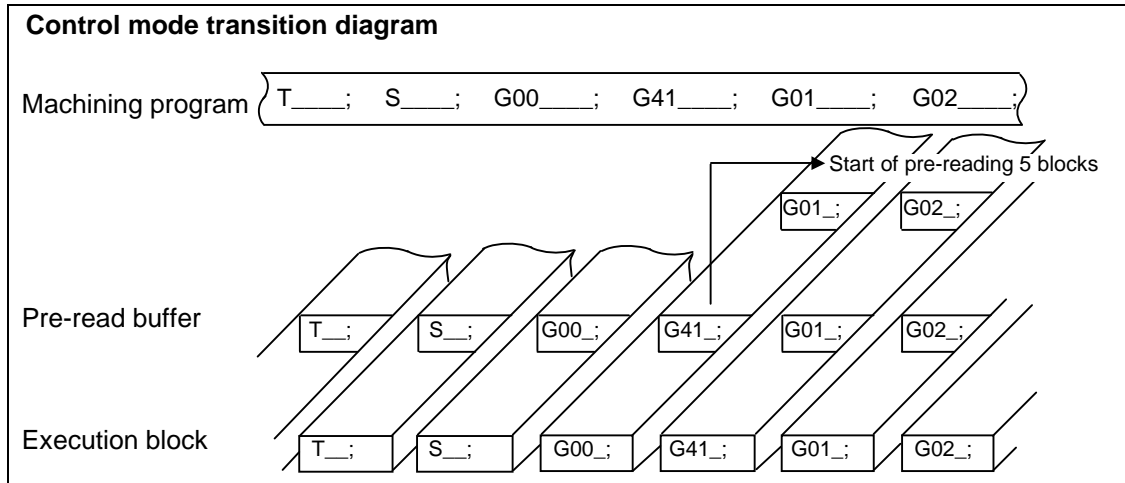 Control mode transition diagram
Machining program T____; S____; G00____; G41____; G01____; G02____;
Start of pre-reading 5 blocks
G01_; G02_;
Pre-read buffer T__; S__; G00_; G41_; G01_; G02_;
Execution block T__; S__; G00_; G41_; G01_; G02_;